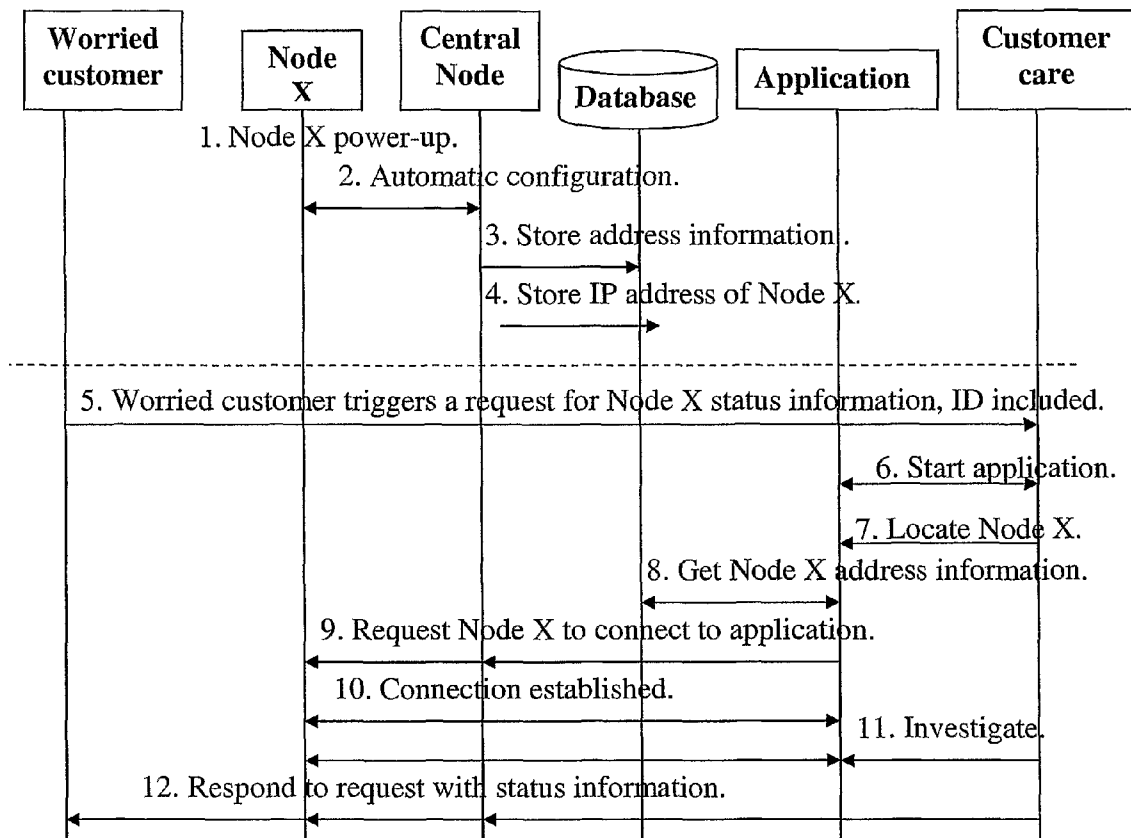 Worried
customer
Node
X
Central
Node
Database
Application
Customer
care
1. Node X power-up.
2. Automatic configuration.
3. Store address information .
4. Store IP address of Node X.
5. Worried customer triggers a request for Node X status information, ID included.
6. Start application.
7. Locate Node X.
8. Get Node X address information.
9. Request Node X to connect to application.
10. Connection established.
11. Investigate.
12. Respond to request with status information.